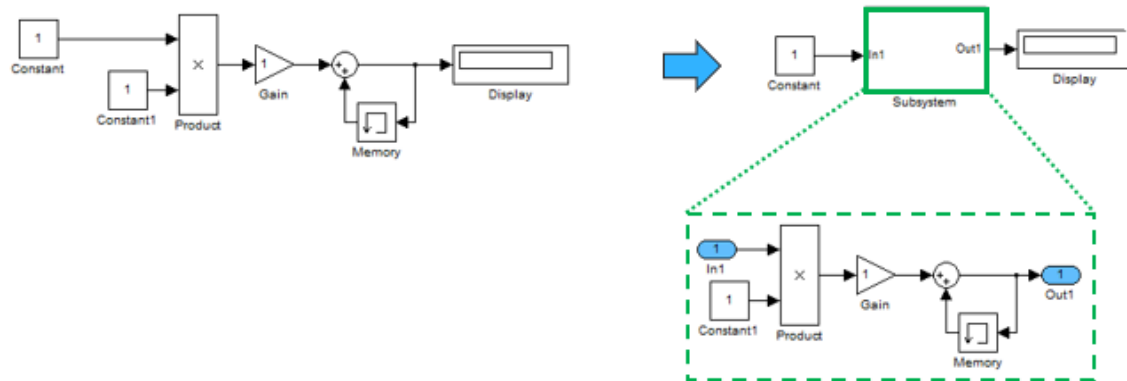 1
Constant
1
Constant1
×
Product
1
Gain
++
Memory
Display
1
Constant
In1
Out1
Subsystem
Display
1
In1
1
Constant1
×
Product
1
Gain
++
Memory
1
Out1